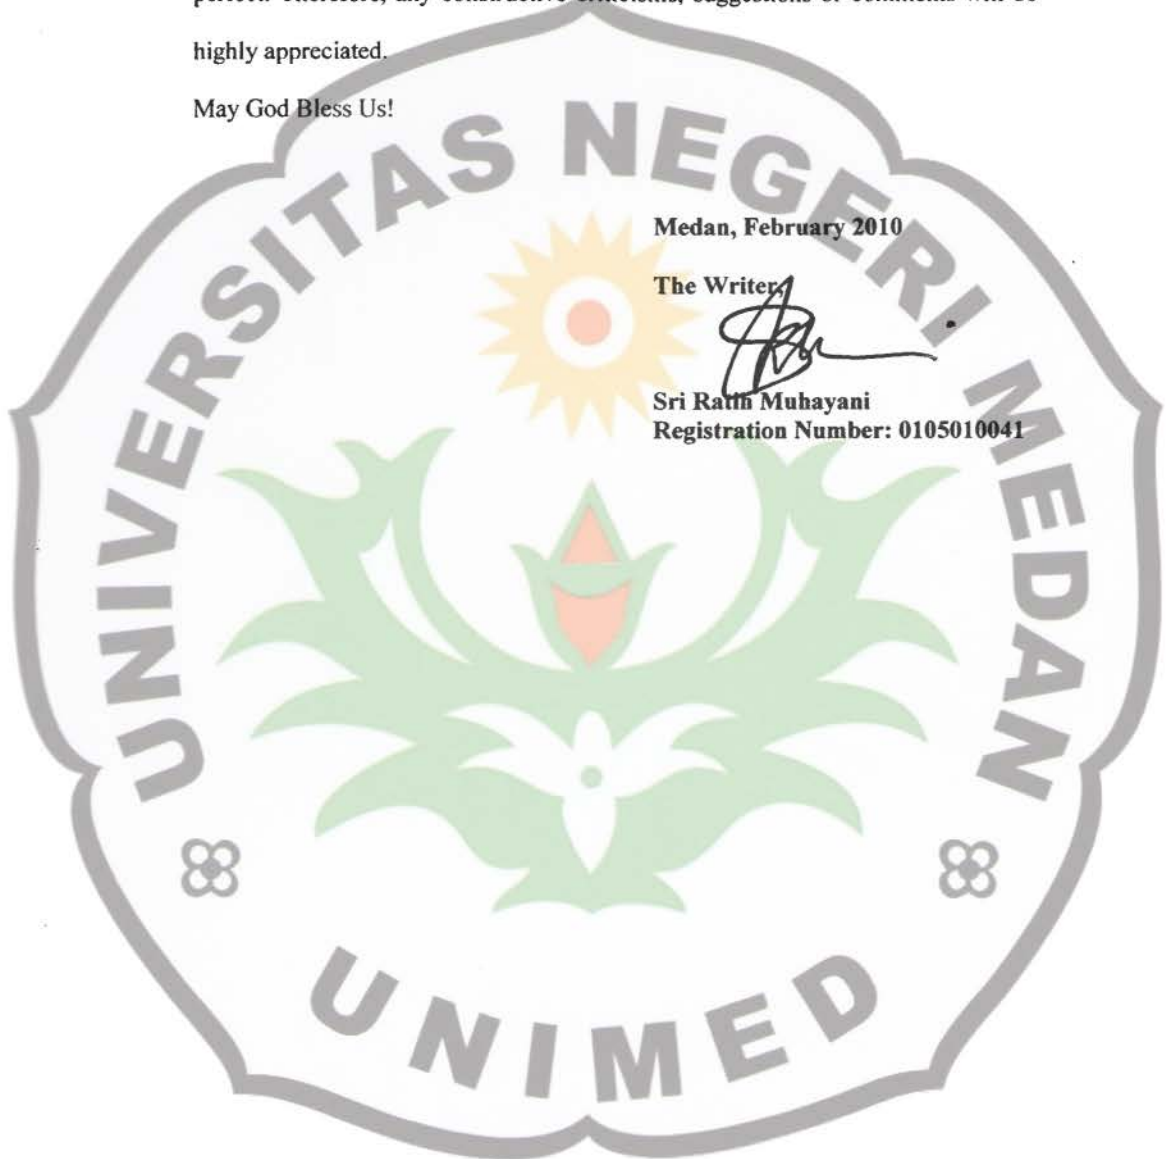 highly appreciated.
May God Bless Us!
UNIVERSITAS NEGERI MEDAN
Medan, February 2010
The Writer,
Sri Ratih Muhayani
Registration Number: 0105010041
UNIMED